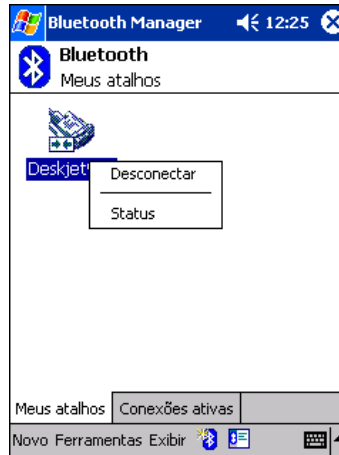 Bluetooth Manager 12:25
Bluetooth
Meus atalhos
Deskjet
Desconectar
Status
Meus atalhos Conexões ativas
Novo Ferramentas Exibir